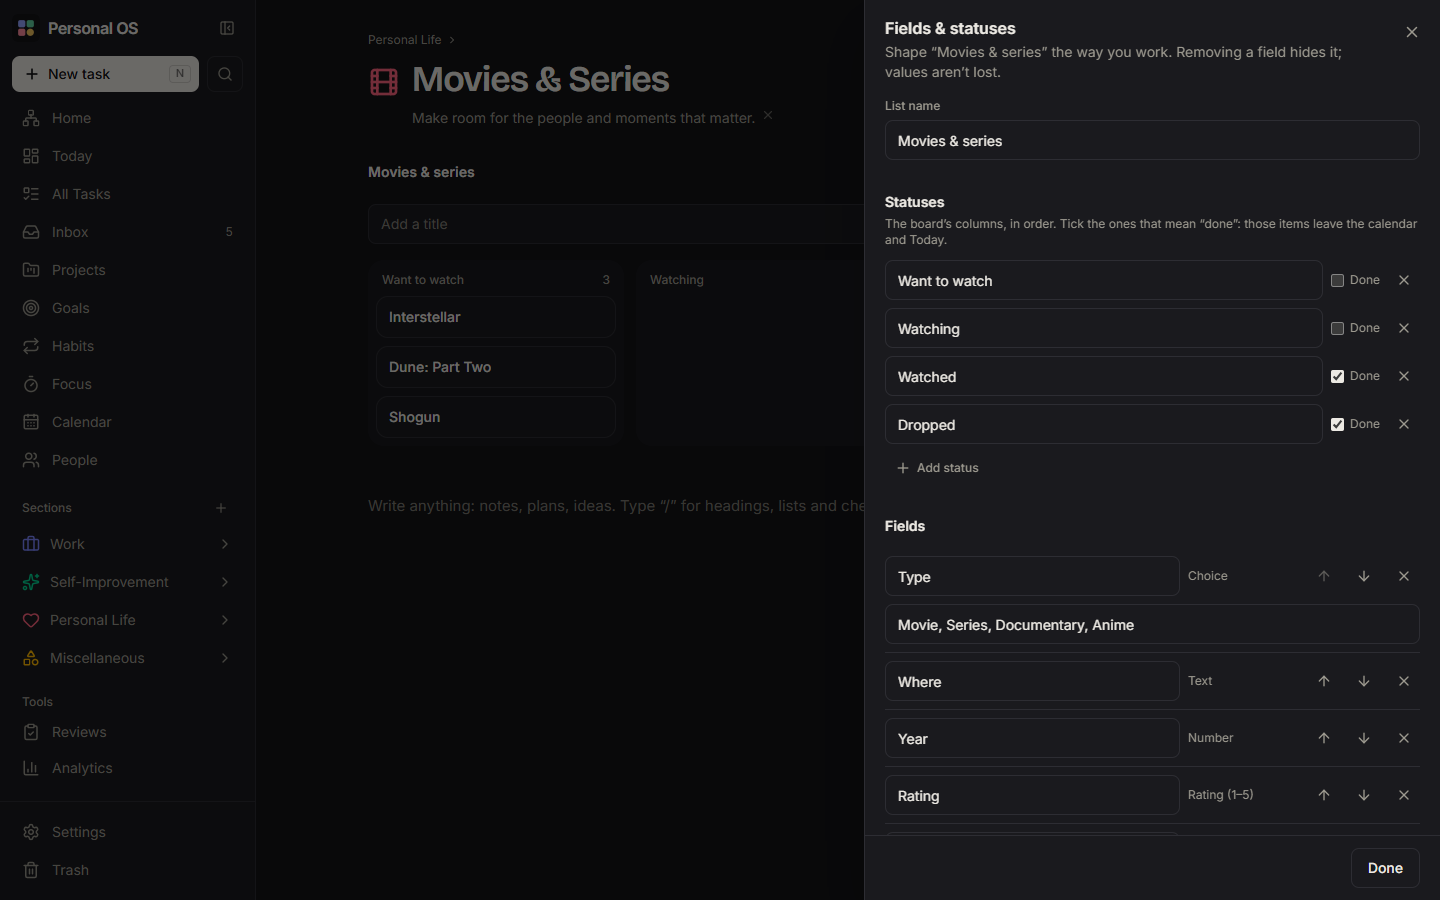 Personal OS
New task N
Home
Today
All Tasks
Inbox 5
Projects
Goals
Habits
Focus
Calendar
People
Sections
Work
Self-Improvement
Personal Life
Miscellaneous
Tools
Reviews
Analytics
Settings
Trash
Personal Life
Movies & Series
Make room for the people and moments that matter.
Movies & series
Add a title
Want to watch 3
Interstellar
Dune: Part Two
Shogun
Watching
Write anything: notes, plans, ideas. Type “/” for headings, lists and che
Fields & statuses
Shape “Movies & series” the way you work. Removing a field hides it;
values aren’t lost.
List name
Movies & series
Statuses
The board’s columns, in order. Tick the ones that mean “done”: those items leave the calendar
and Today.
Want to watch Done
Watching Done
Watched Done
Dropped Done
Add status
Fields
Type Choice
Movie, Series, Documentary, Anime
Where Text
Year Number
Rating Rating (1–5)
Done